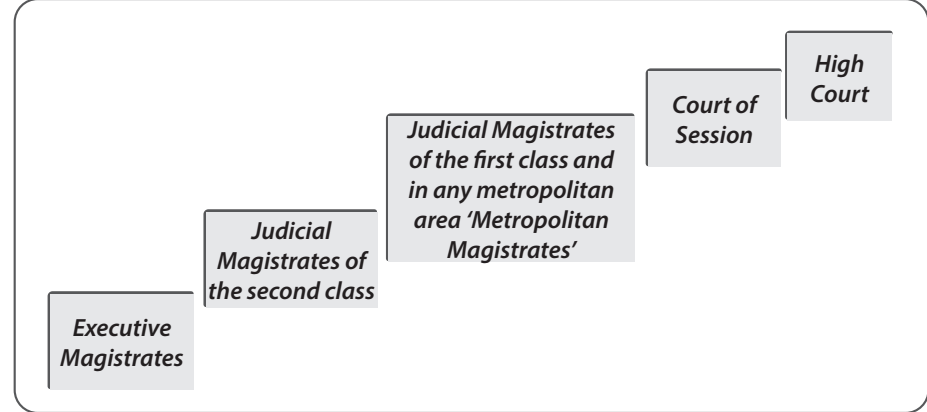 High
Court
Court of
Session
Judicial Magistrates
of the first class and
in any metropolitan
area ‘Metropolitan
Magistrates’
Judicial
Magistrates of
the second class
Executive
Magistrates